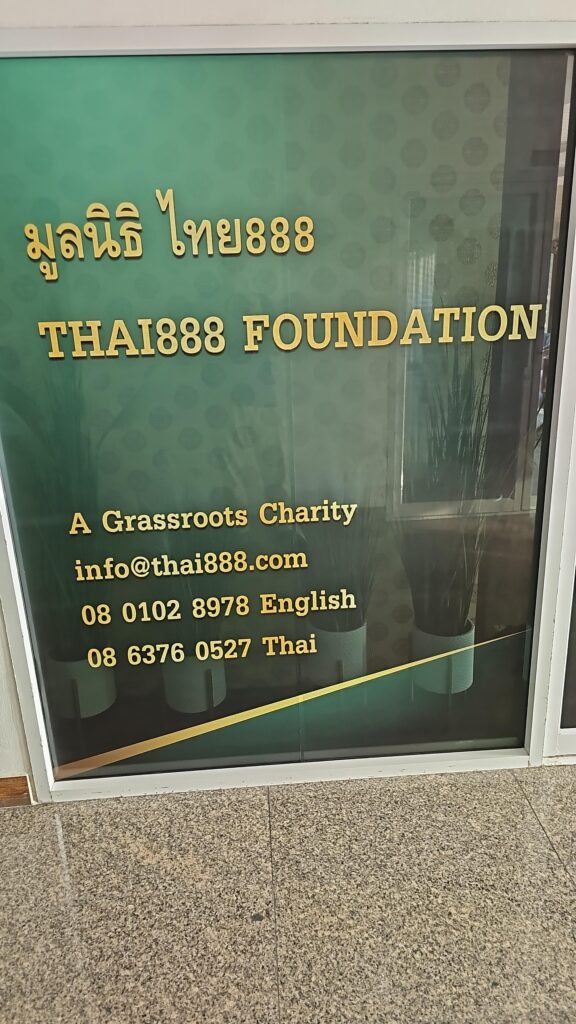 มูลนิธิ ไทย888
THAI888 FOUNDATION
A Grassroots Charity
info@thai888.com
08 0102 8978 English
08 6376 0527 Thai